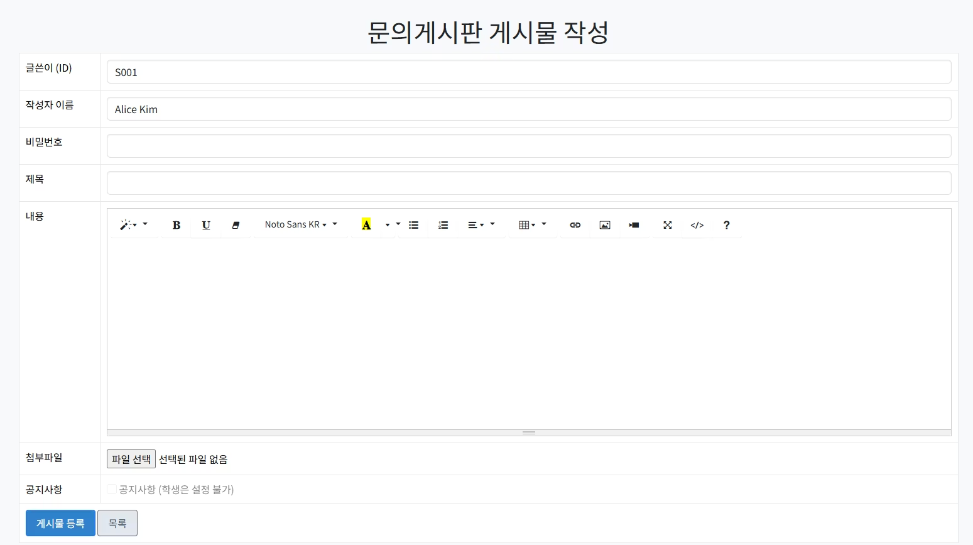 문의게시판 게시물 작성
글쓴이 (ID)
S001
작성자 이름
Alice Kim
비밀번호
제목
내용
B U Noto Sans KR A </> ?
첨부파일
파일 선택 선택된 파일 없음
공지사항
공지사항 (학생은 설정 불가)
게시물 등록 목록